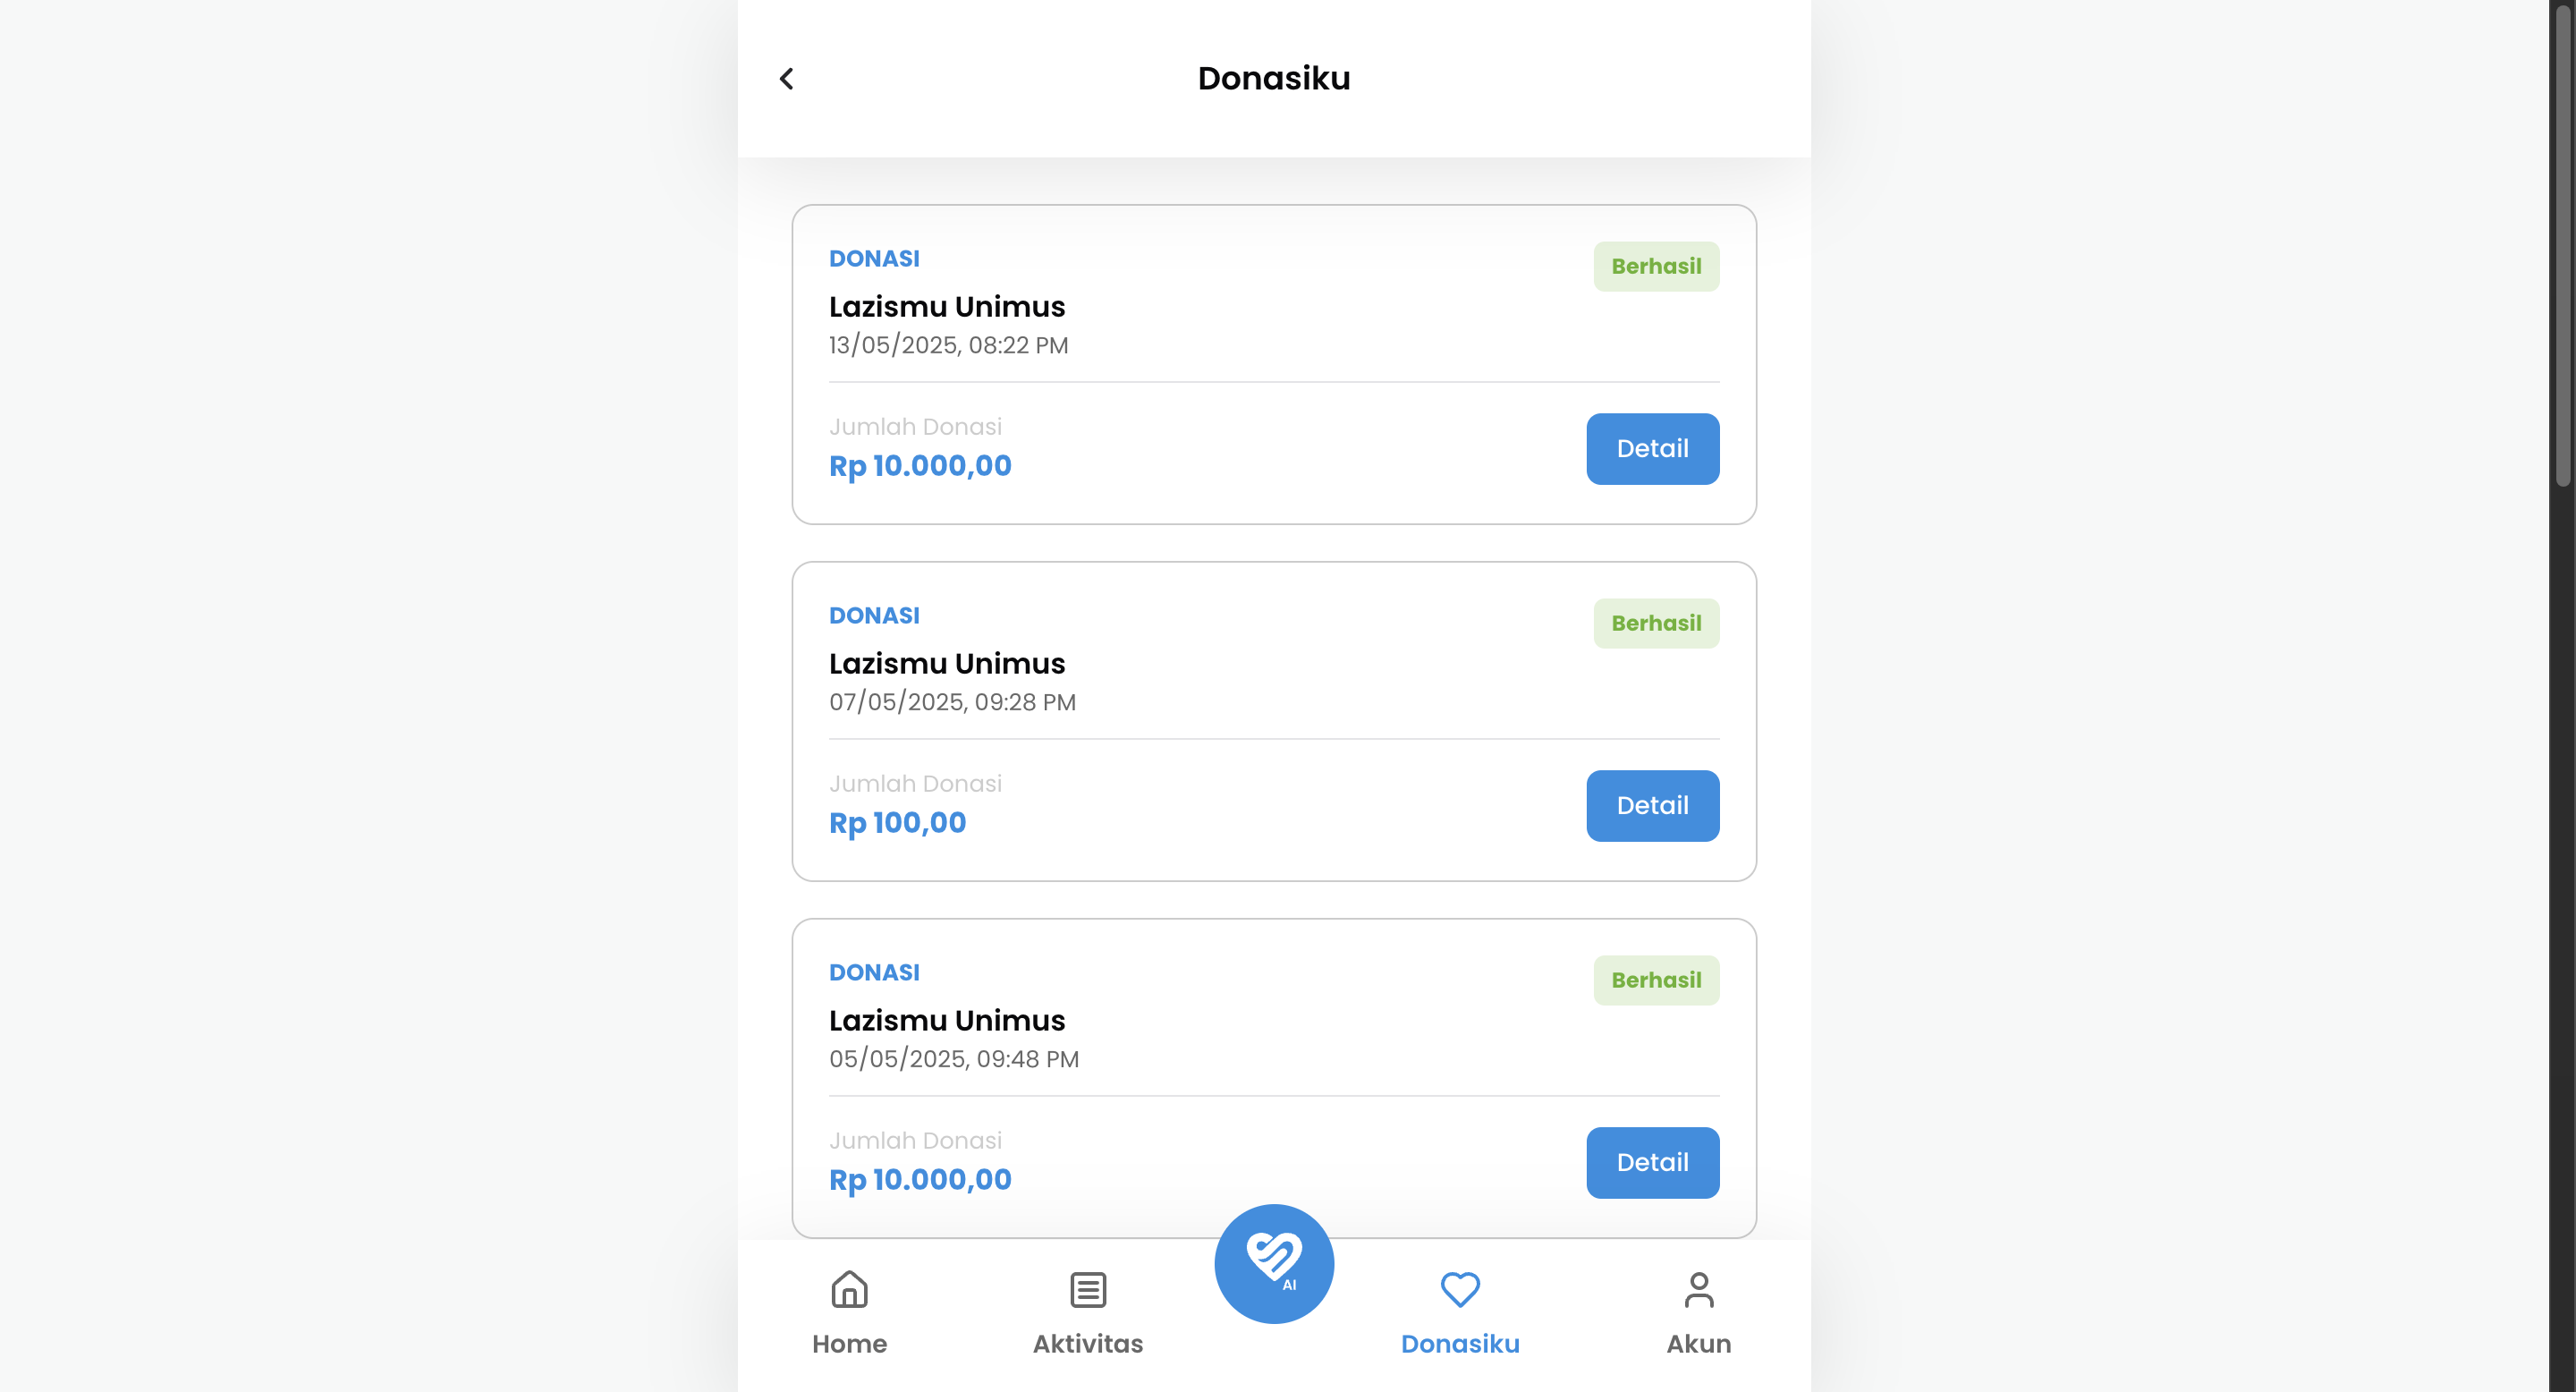 Donasiku
DONASI
Berhasil
Lazismu Unimus
13/05/2025, 08:22 PM
Jumlah Donasi
Rp 10.000,00
Detail
DONASI
Berhasil
Lazismu Unimus
07/05/2025, 09:28 PM
Jumlah Donasi
Rp 100,00
Detail
DONASI
Berhasil
Lazismu Unimus
05/05/2025, 09:48 PM
Jumlah Donasi
Rp 10.000,00
Detail
AI
Home
Aktivitas
Donasiku
Akun